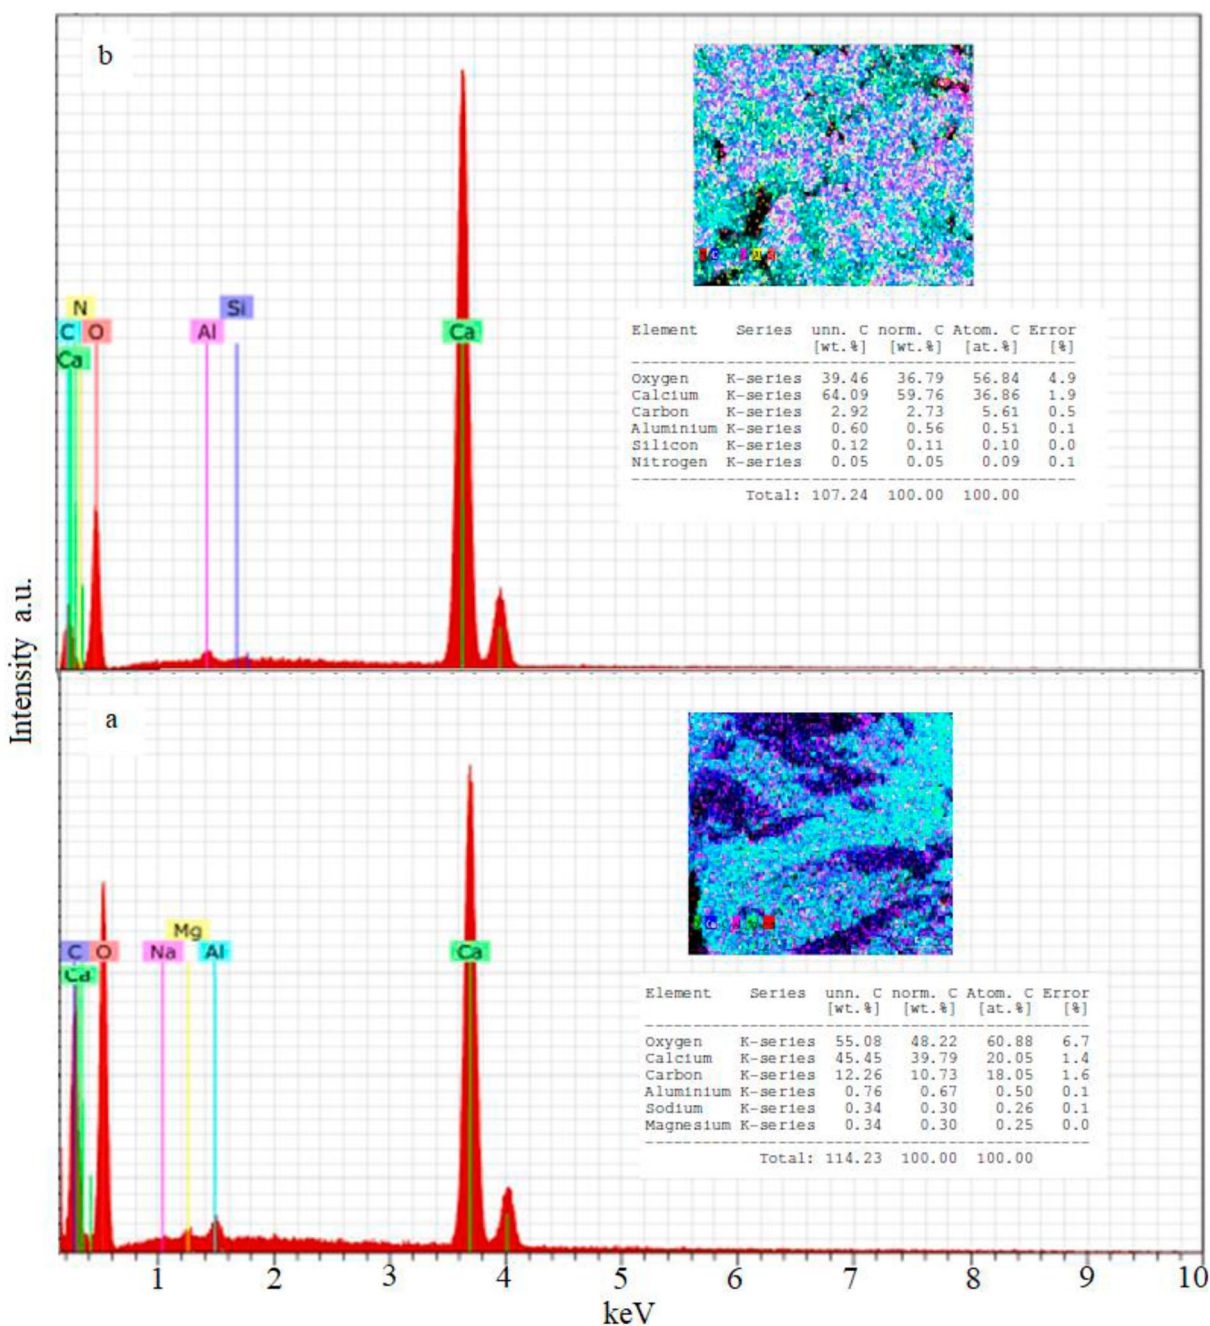 b
N
Si
C
O
Al
Ca
Ca
Element Series unn. C norm. C Atom. C Error
[wt.%] [wt.%] [at.%] [%]
Oxygen K-series 39.46 36.79 56.84 4.9
Calcium K-series 64.09 59.76 36.86 1.9
Carbon K-series 2.92 2.73 5.61 0.5
Aluminium K-series 0.60 0.56 0.51 0.1
Silicon K-series 0.12 0.11 0.10 0.0
Nitrogen K-series 0.05 0.05 0.09 0.1
Total: 107.24 100.00 100.00
Intensity a.u.
a
Mg
C
O
Na
Al
Ca
Ca
Element Series unn. C norm. C Atom. C Error
[wt.%] [wt.%] [at.%] [%]
Oxygen K-series 55.08 48.22 60.88 6.7
Calcium K-series 45.45 39.79 20.05 1.4
Carbon K-series 12.26 10.73 18.05 1.6
Aluminium K-series 0.76 0.67 0.50 0.1
Sodium K-series 0.34 0.30 0.26 0.1
Magnesium K-series 0.34 0.30 0.25 0.0
Total: 114.23 100.00 100.00
1 2 3 4 5 6 7 8 9 10
keV